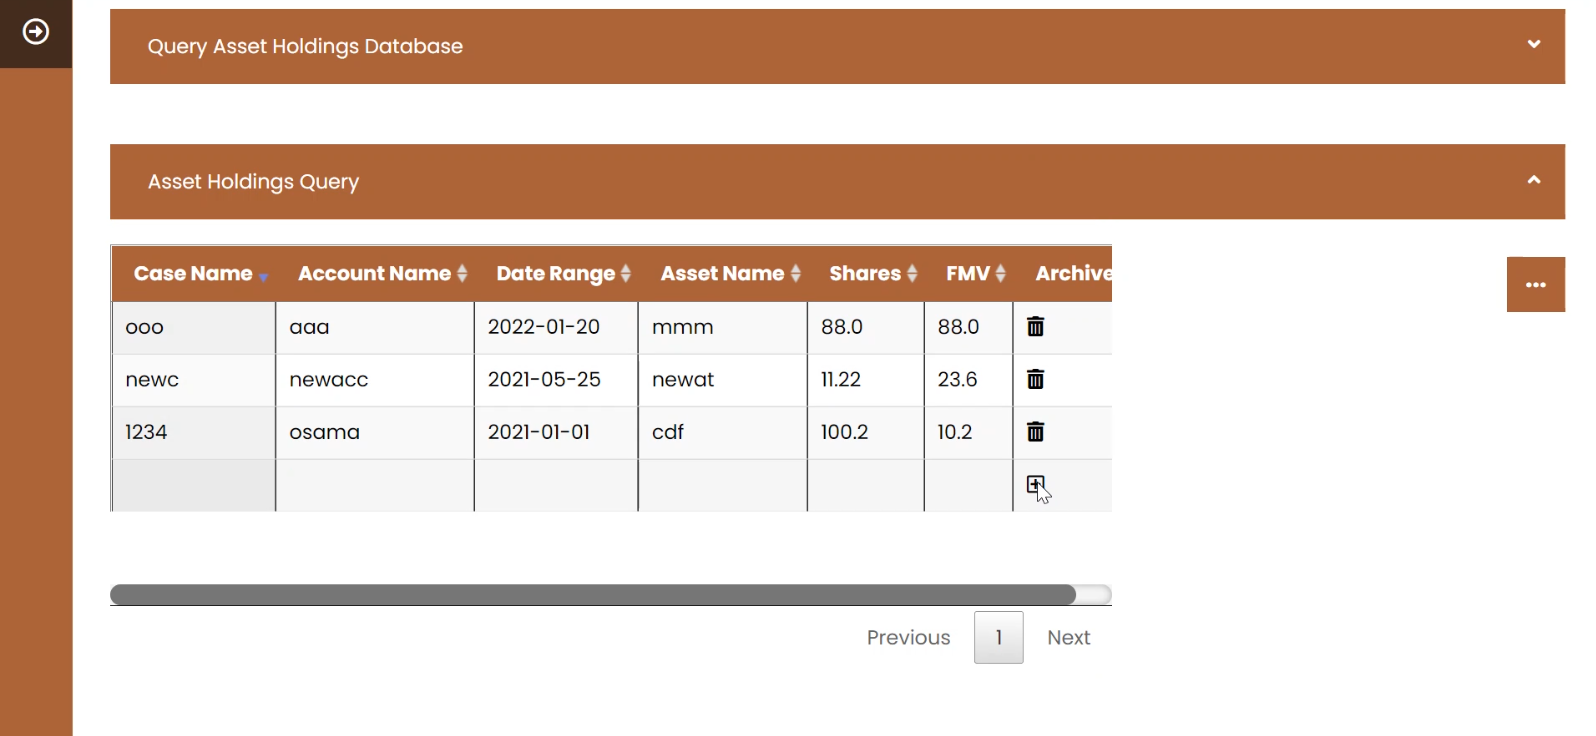 Query Asset Holdings Database
Asset Holdings Query
Case Name Account Name Date Range Asset Name Shares FMV Archive
ooo aaa 2022-01-20 mmm 88.0 88.0
newc newacc 2021-05-25 newat 11.22 23.6
1234 osama 2021-01-01 cdf 100.2 10.2
Previous 1 Next